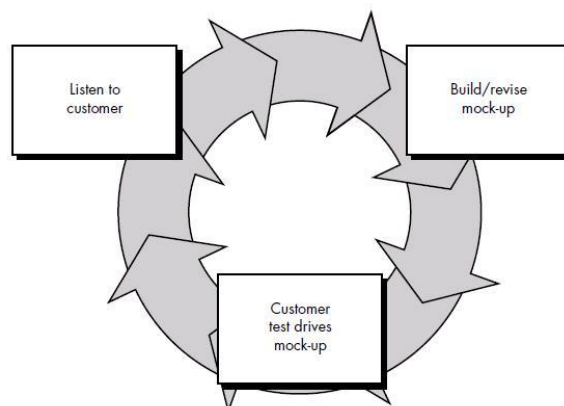 Listen to
customer
Build/revise
mock-up
Customer
test drives
mock-up